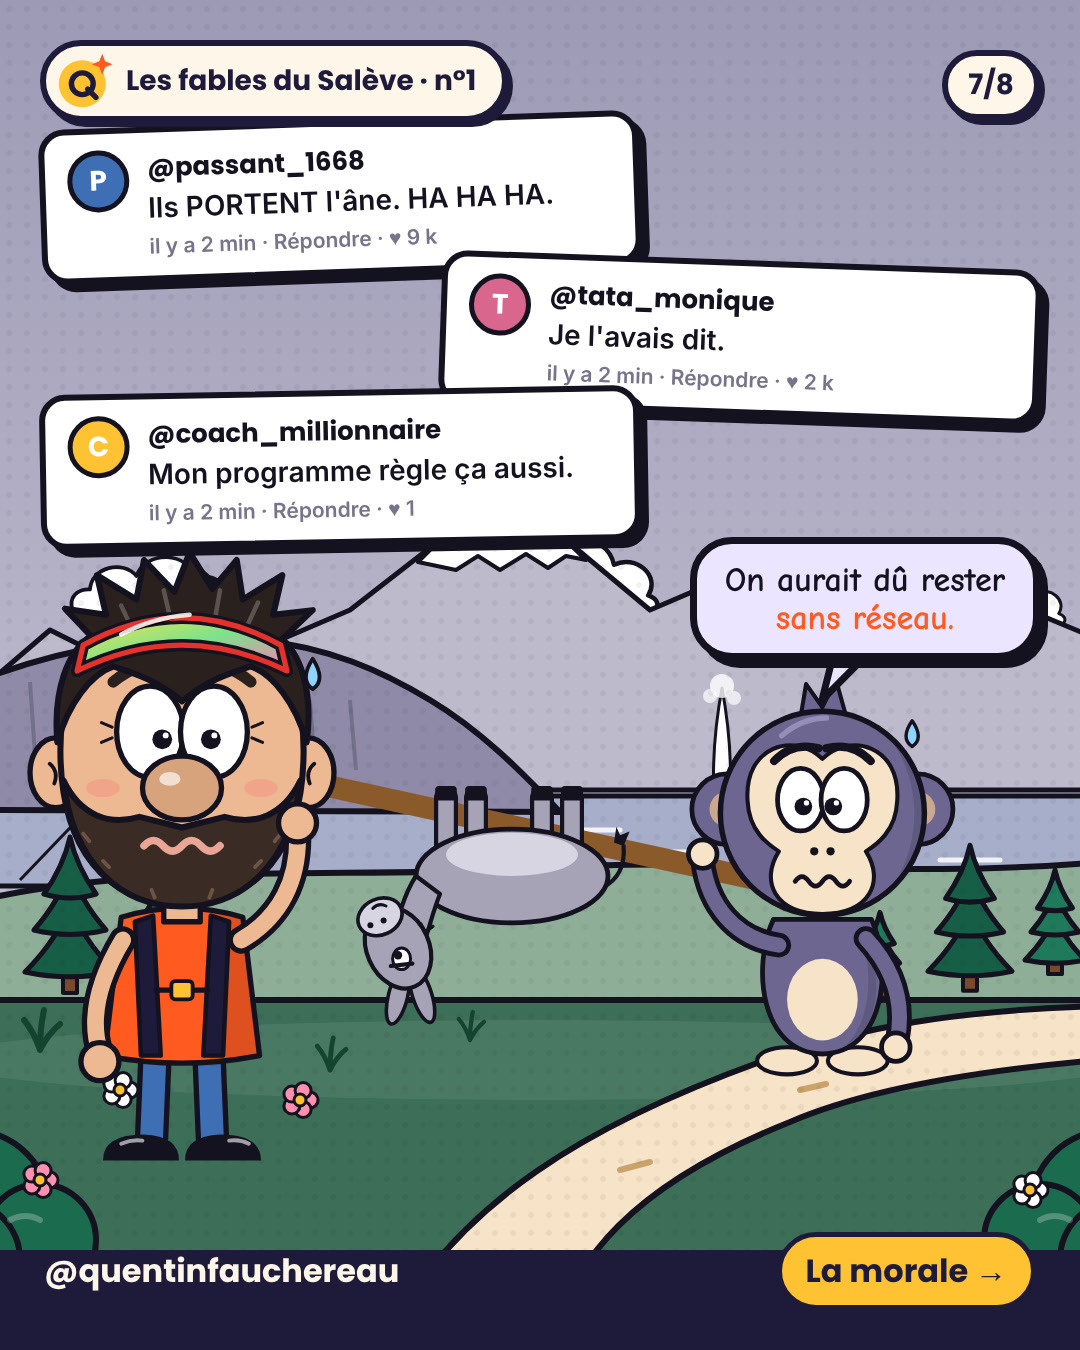 Q
Les fables du Salève · n°1
7/8
P
@passant_1668
Ils PORTENT l'âne. HA HA HA.
il y a 2 min · Répondre · ♥ 9 k
T
@tata_monique
Je l'avais dit.
il y a 2 min · Répondre · ♥ 2 k
C
@coach_millionnaire
Mon programme règle ça aussi.
il y a 2 min · Répondre · ♥ 1
On aurait dû rester
sans réseau.
@quentinfauchereau
La morale →